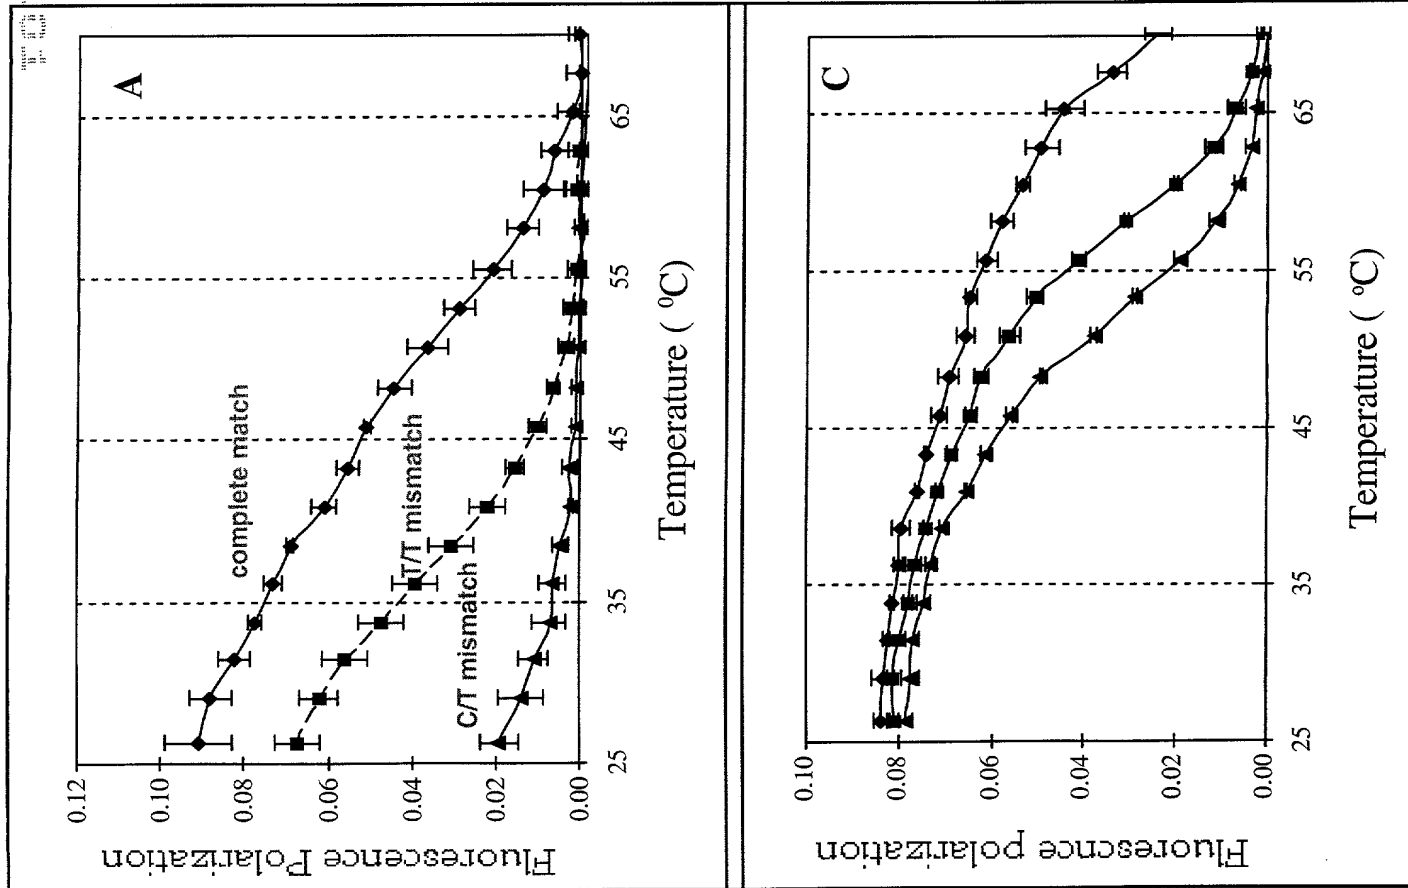 A
Fluorescence Polarization
0.12
0.10
0.08
0.06
0.04
0.02
0.00
complete match
T/T mismatch
C/T mismatch
25
35
45
55
65
Temperature ( ⁰C)
C
Fluorescence polarization
0.10
0.08
0.06
0.04
0.02
0.00
25
35
45
55
65
Temperature ( ºC)